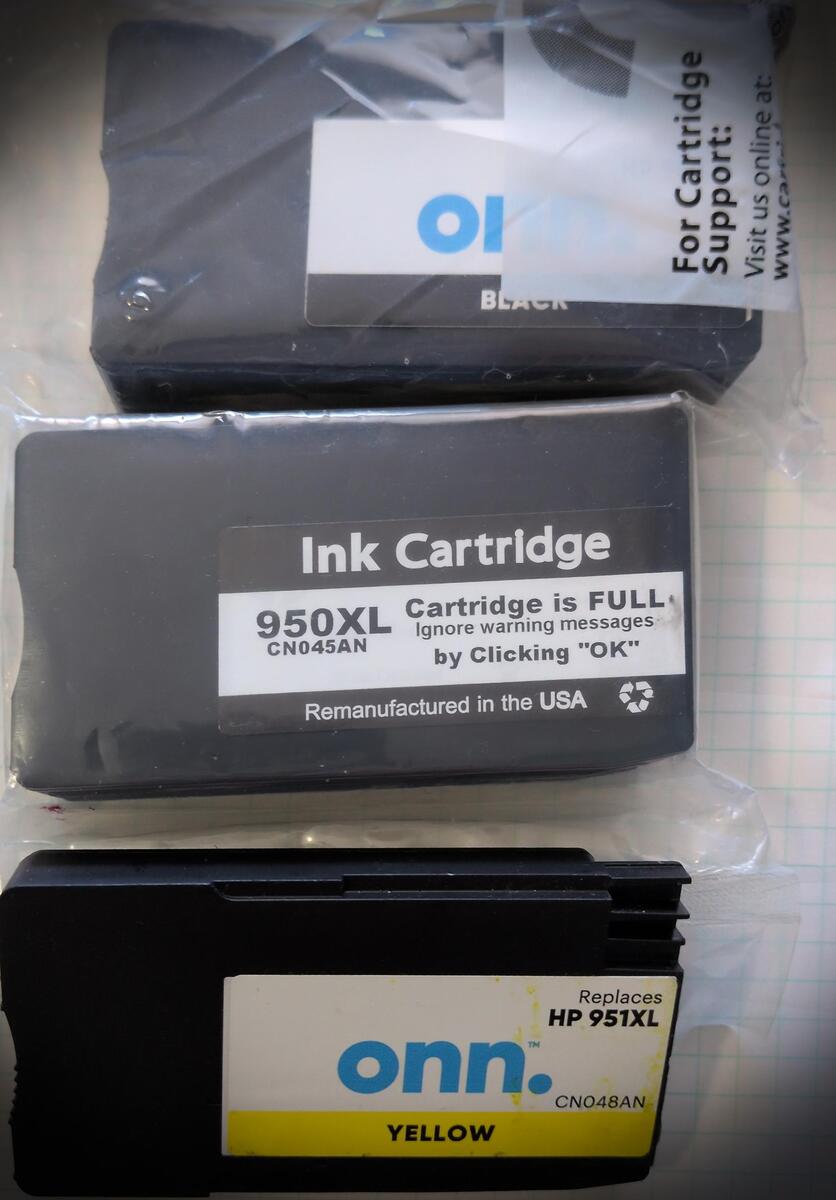 BLACK
For Cartridge
Support:
Visit us online at:
Ink Cartridge
950XL
CN045AN
Cartridge is FULL
Ignore warning messages
by Clicking "OK"
Remanufactured in the USA
Replaces
HP 951XL
onn.™
CN048AN
YELLOW